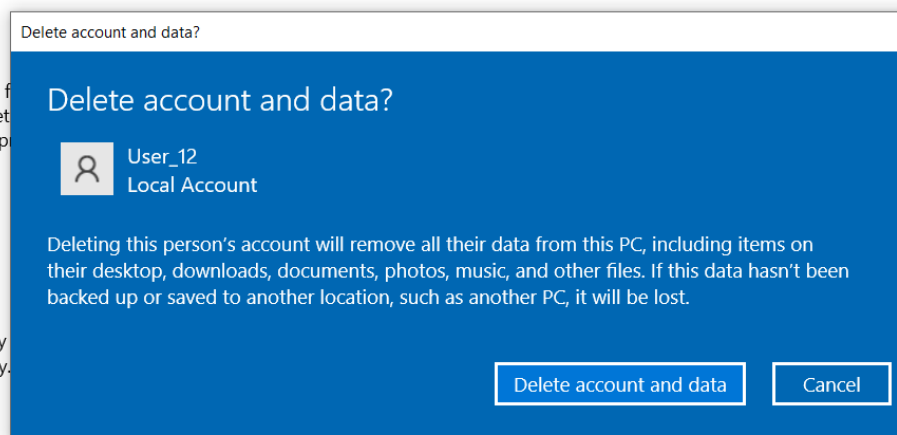 Delete account and data?
Delete account and data?
User_12
Local Account
Deleting this person's account will remove all their data from this PC, including items on
their desktop, downloads, documents, photos, music, and other files. If this data hasn't been
backed up or saved to another location, such as another PC, it will be lost.
Delete account and data
Cancel